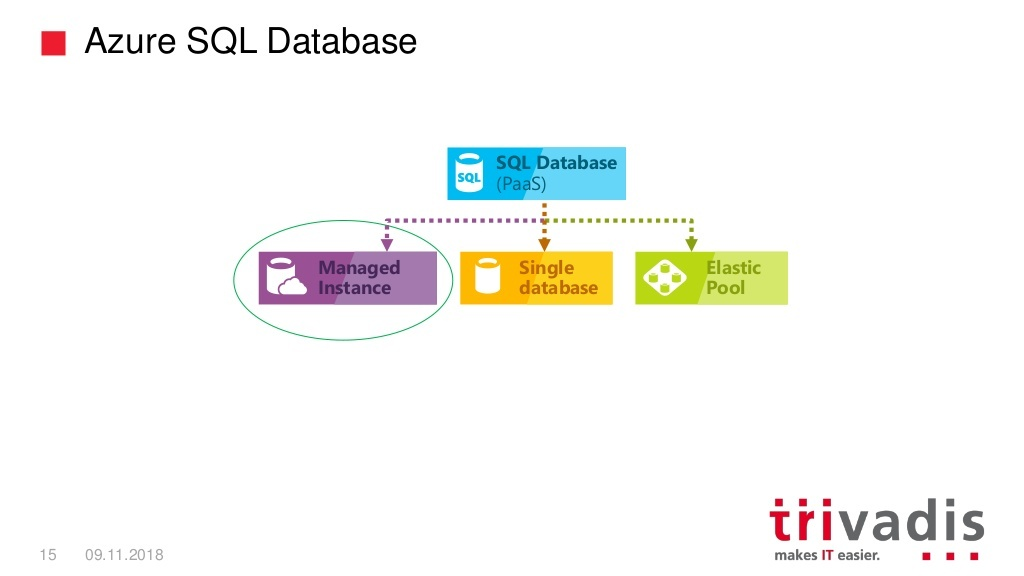 Azure SQL Database
SQL
SQL Database
(PaaS)
Managed
Instance
Single
database
Elastic
Pool
15 09.11.2018
trivadis
makes IT easier.